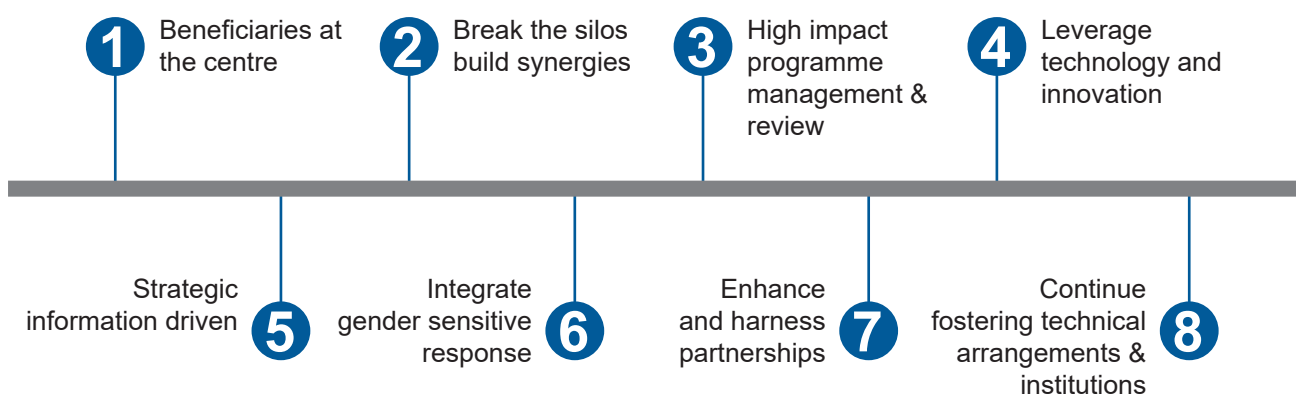 1
Beneficiaries at
the centre
2
Break the silos
build synergies
3
High impact
programme
management &
review
4
Leverage
technology and
innovation
Strategic
information driven
5
Integrate
gender sensitive
response
6
Enhance
and harness
partnerships
7
Continue
fostering technical
arrangements &
institutions
8